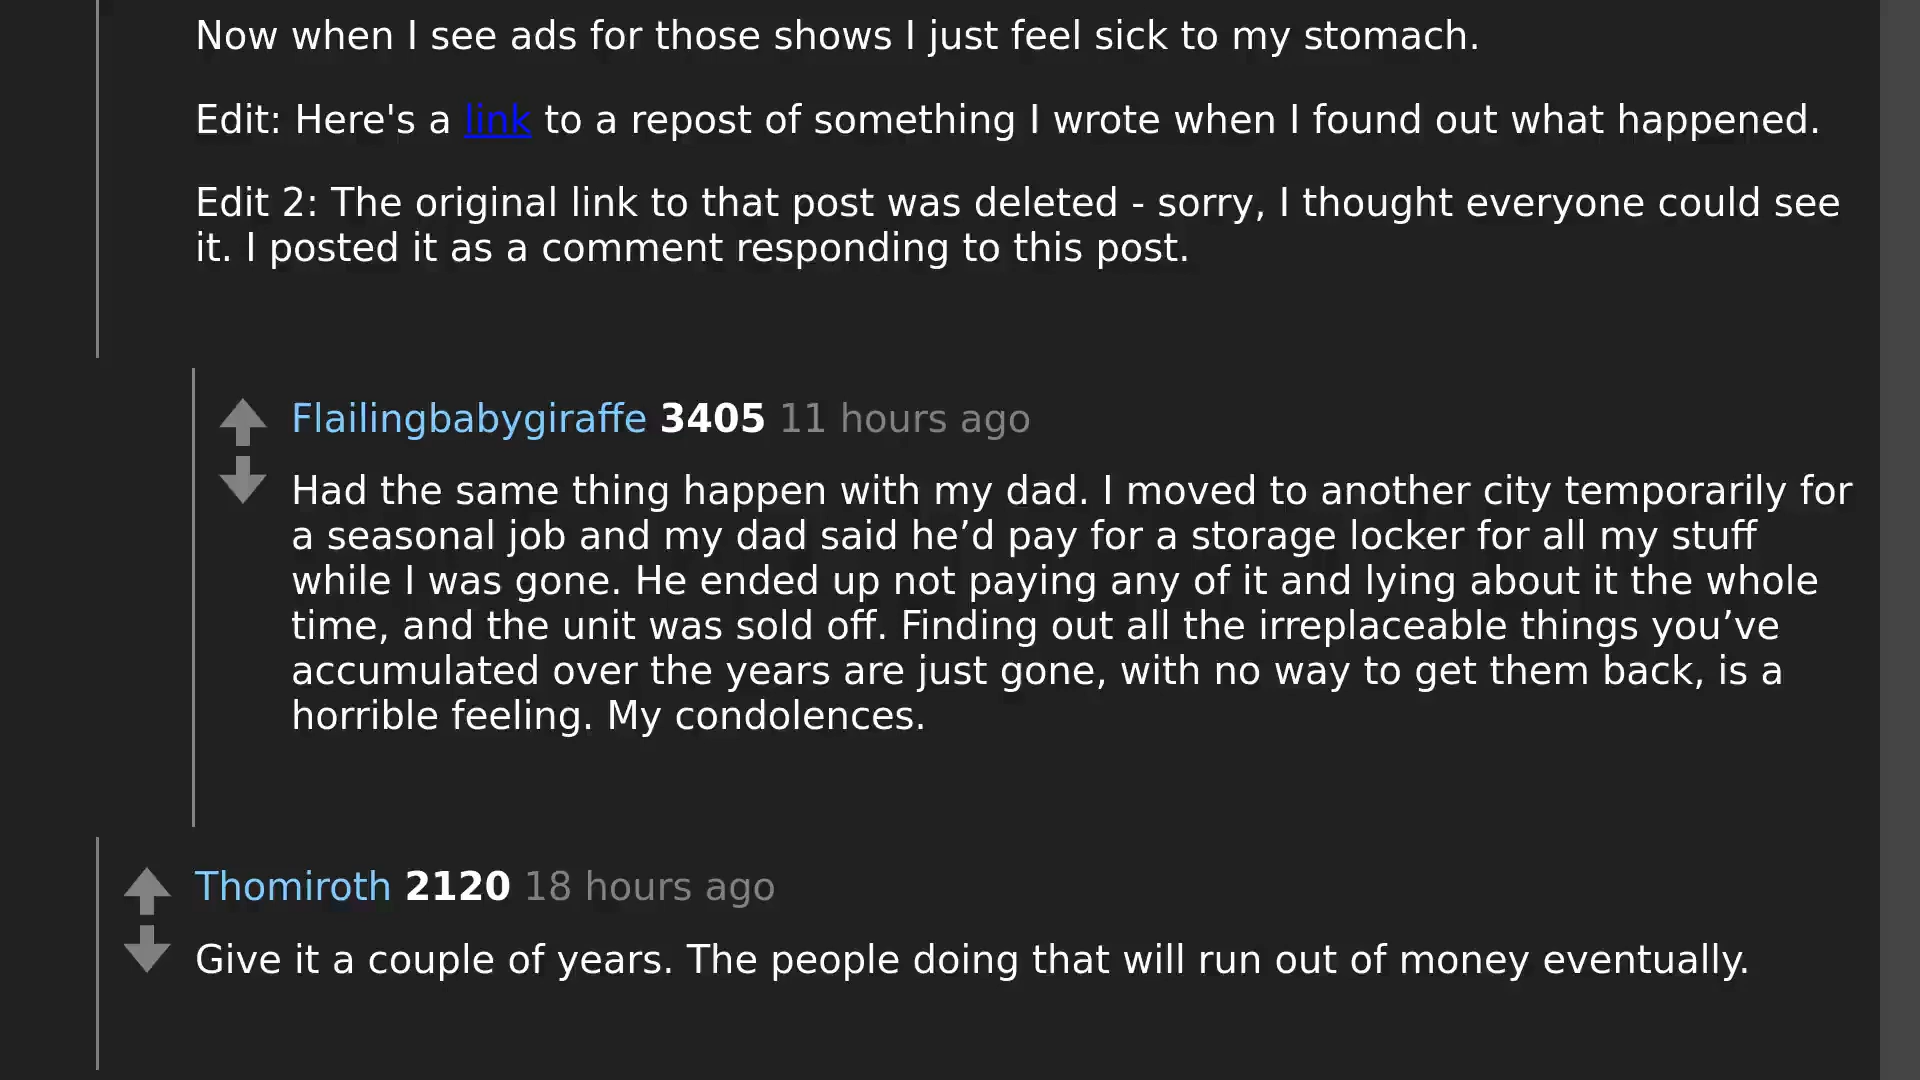 Now when I see ads for those shows I just feel sick to my stomach.
Edit: Here's a link to a repost of something I wrote when I found out what happened.
Edit 2: The original link to that post was deleted - sorry, I thought everyone could see
it. I posted it as a comment responding to this post.
Flailingbabygiraffe 3405 11 hours ago
Had the same thing happen with my dad. I moved to another city temporarily for
a seasonal job and my dad said he’d pay for a storage locker for all my stuff
while I was gone. He ended up not paying any of it and lying about it the whole
time, and the unit was sold off. Finding out all the irreplaceable things you’ve
accumulated over the years are just gone, with no way to get them back, is a
horrible feeling. My condolences.
Thomiroth 2120 18 hours ago
Give it a couple of years. The people doing that will run out of money eventually.